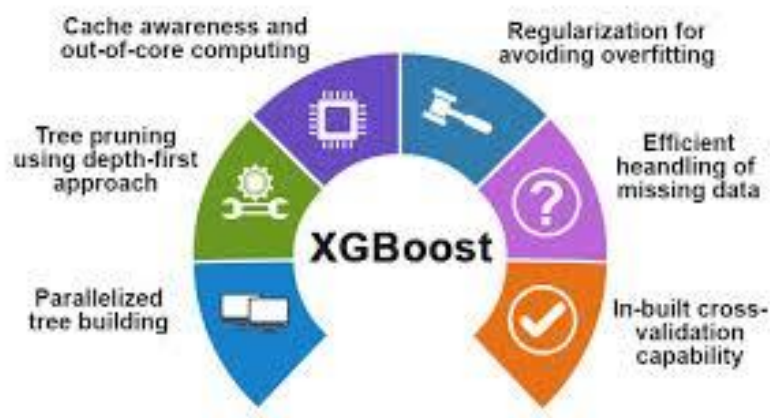 Cache awareness and
out-of-core computing
Regularization for
avoiding overfitting
Tree pruning
using depth-first
approach
Efficient
heandling of
missing data
XGBoost
Parallelized
tree building
In-built cross-
validation
capability